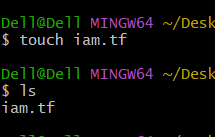 Dell@Dell MINGW64 ~/Desk
$ touch iam.tf
Dell@Dell MINGW64 ~/Desk
$ ls
iam.tf